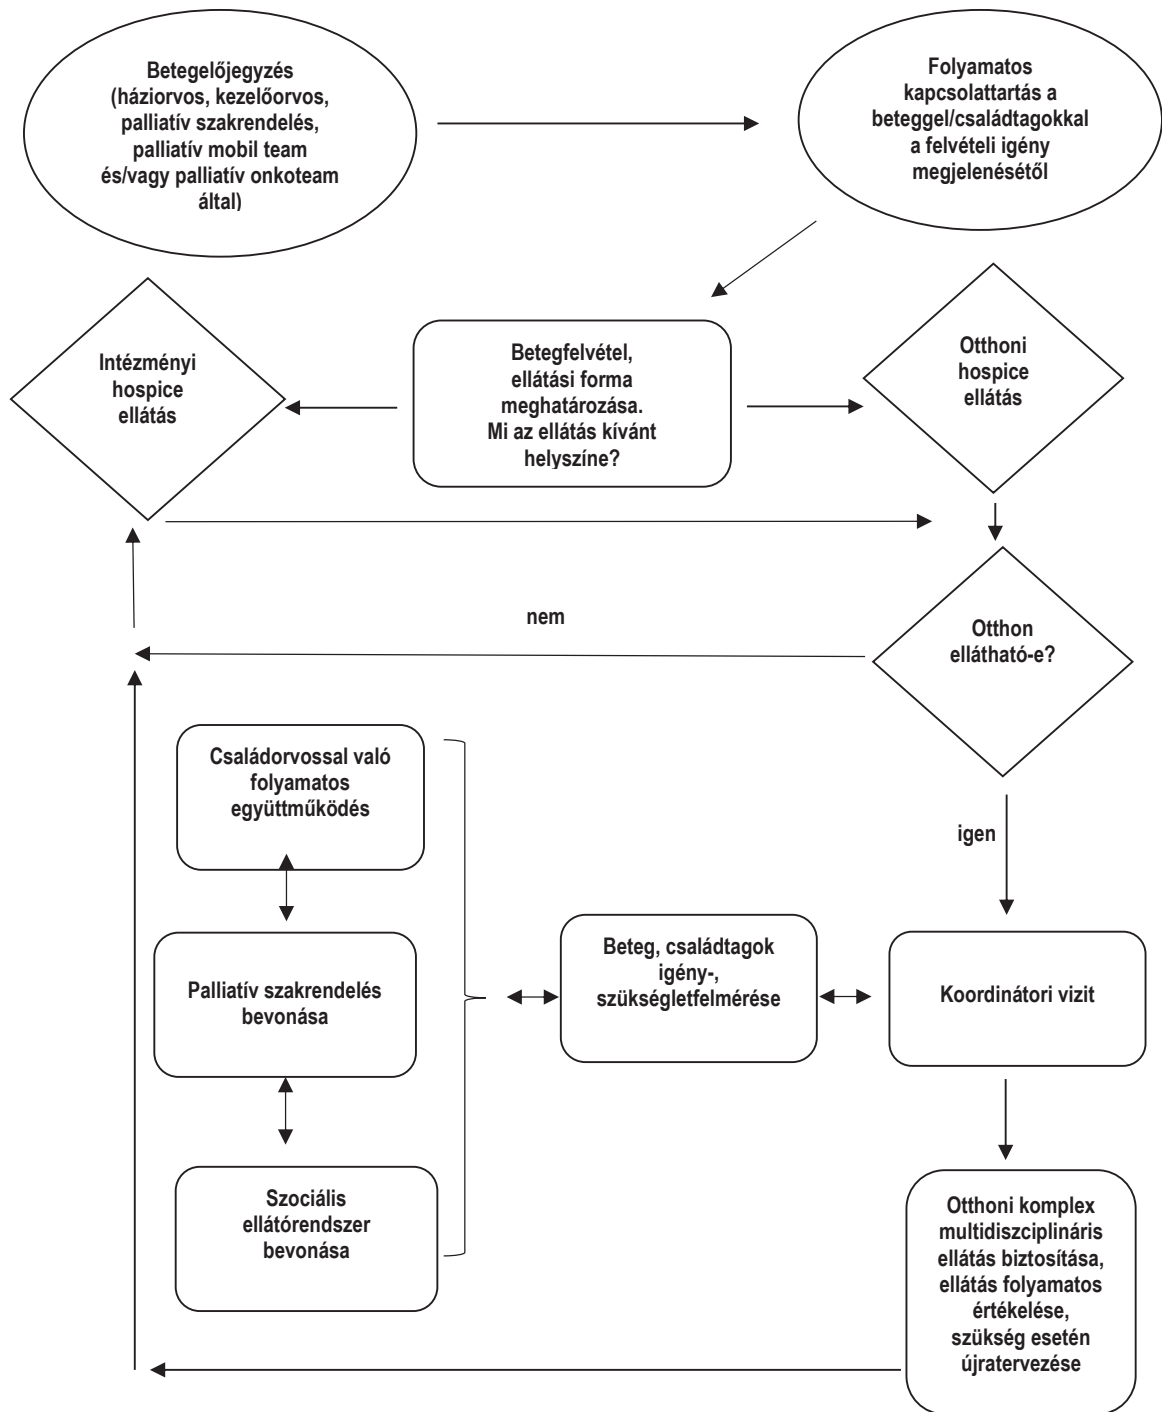 Betegelőjegyzés
(háziorvos, kezelőorvos,
palliatív szakrendelés,
palliatív mobil team
és/vagy palliatív onkoteam
által)
Folyamatos
kapcsolattartás a
beteggel/családtagokkal
a felvételi igény
megjelenésétől
Intézményi
hospice
ellátás
Betegfelvétel,
ellátási forma
meghatározása.
Mi az ellátás kívánt
helyszíne?
Otthoni
hospice
ellátás
nem
Otthon
ellátható-e?
igen
Családorvossal való
folyamatos
együttműködés
Palliatív szakrendelés
bevonása
Szociális
ellátórendszer
bevonása
Beteg, családtagok
igény-,
szükségletfelmérése
Koordinátori vizit
Otthoni komplex
multidiszciplináris
ellátás biztosítása,
ellátás folyamatos
értékelése,
szükség esetén
újratervezése